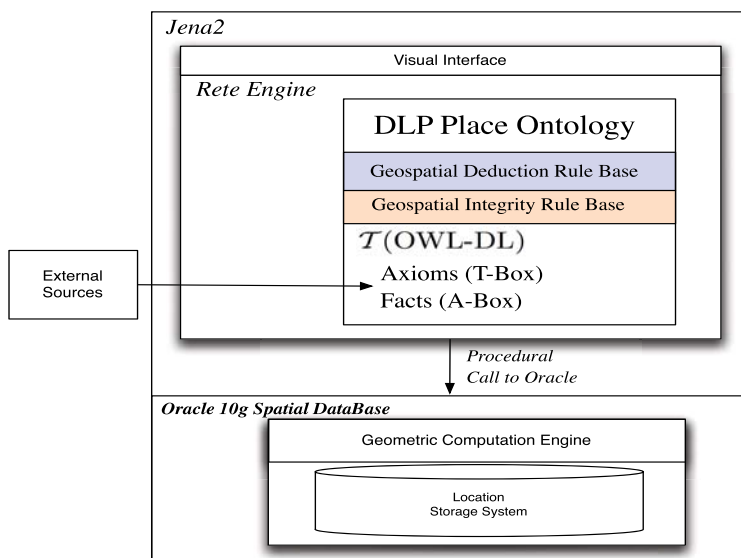 Jena2
Visual Interface
Rete Engine
DLP Place Ontology
Geospatial Deduction Rule Base
Geospatial Integrity Rule Base
𝒯(OWL-DL)
Axioms (T-Box)
Facts (A-Box)
External
Sources
Procedural
Call to Oracle
Oracle 10g Spatial DataBase
Geometric Computation Engine
Location
Storage System